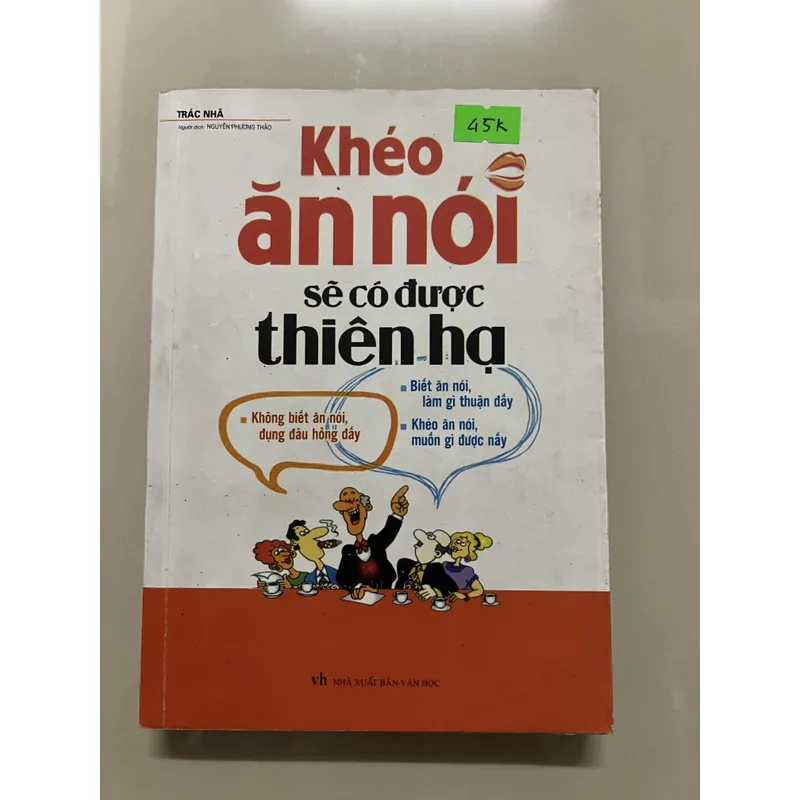 TRÁC NHÃ
Người dịch: NGUYỄN PHƯƠNG THẢO
45K
Khéo
ăn nói
sẽ có được
thiên hạ
Biết ăn nói,
làm gì thuận đấy
Không biết ăn nói,
đụng đâu hỏng đấy
Khéo ăn nói,
muốn gì được nấy
vh NHÀ XUẤT BẢN VĂN HỌC